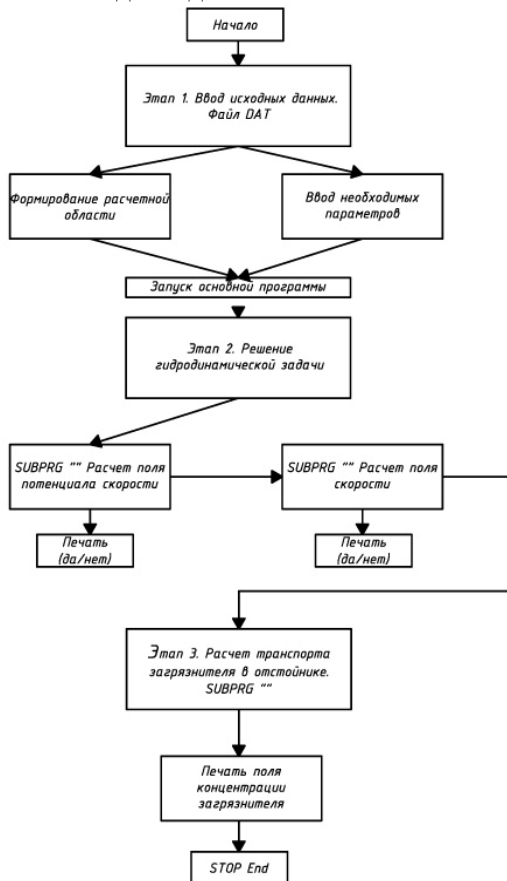 Начало
Этап 1. Ввод исходных данных.
Файл DAT
Формирование расчетной
области
Ввод необходимых
параметров
Запуск основной программы
Этап 2. Решение
гидродинамической задачи
SUBPRG "" Расчет поля
потенциала скорости
SUBPRG "" Расчет поля
скорости
Печать
(да/нет)
Печать
(да/нет)
Этап 3. Расчет транспорта
загрязнителя в отстойнике.
SUBPRG ""
Печать поля
концентрации
загрязнителя
STOP End